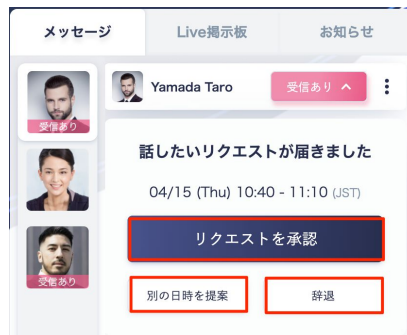 メッセージ
Live掲示板
お知らせ
受信あり
Yamada Taro
受信あり
話したいリクエストが届きました
04/15 (Thu) 10:40 - 11:10 (JST)
リクエストを承認
別の日時を提案
辞退
受信あり